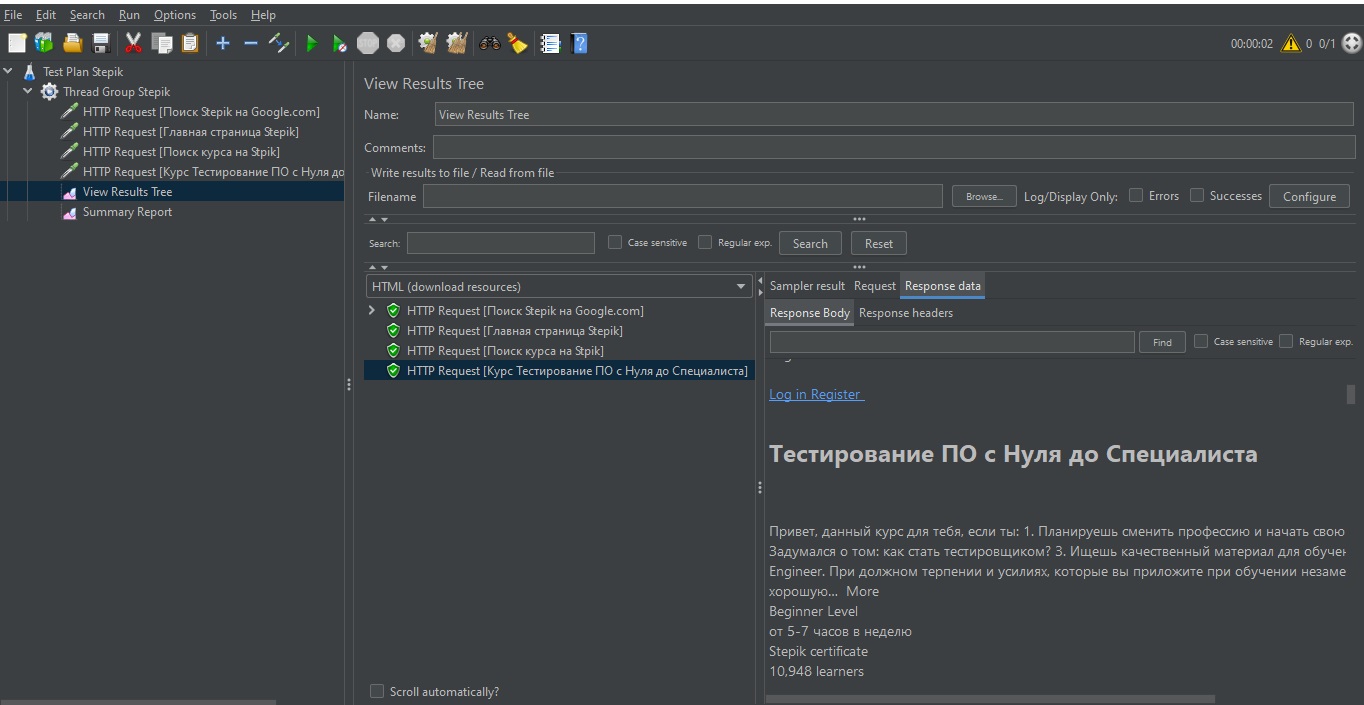 File Edit Search Run Options Tools Help
00:00:02 0 0/1
Test Plan Stepik
Thread Group Stepik
HTTP Request [Поиск Stepik на Google.com]
HTTP Request [Главная страница Stepik]
HTTP Request [Поиск курса на Stpik]
HTTP Request [Курс Тестирование ПО с Нуля до
View Results Tree
Summary Report
View Results Tree
Name: View Results Tree
Comments:
Write results to file / Read from file
Filename Browse... Log/Display Only: Errors Successes Configure
Search: Case sensitive Regular exp. Search Reset
HTML (download resources)
HTTP Request [Поиск Stepik на Google.com]
HTTP Request [Главная страница Stepik]
HTTP Request [Поиск курса на Stpik]
HTTP Request [Курс Тестирование ПО с Нуля до Специалиста]
Scroll automatically?
Sampler result Request Response data
Response Body Response headers
Find Case sensitive Regular exp.
Log in Register
Тестирование ПО с Нуля до Специалиста
Привет, данный курс для тебя, если ты: 1. Планируешь сменить профессию и начать свою
Задумался о том: как стать тестировщиком? 3. Ищешь качественный материал для обуче
Engineer. При должном терпении и усилиях, которые вы приложите при обучении незаме
хорошую... More
Beginner Level
от 5-7 часов в неделю
Stepik certificate
10,948 learners